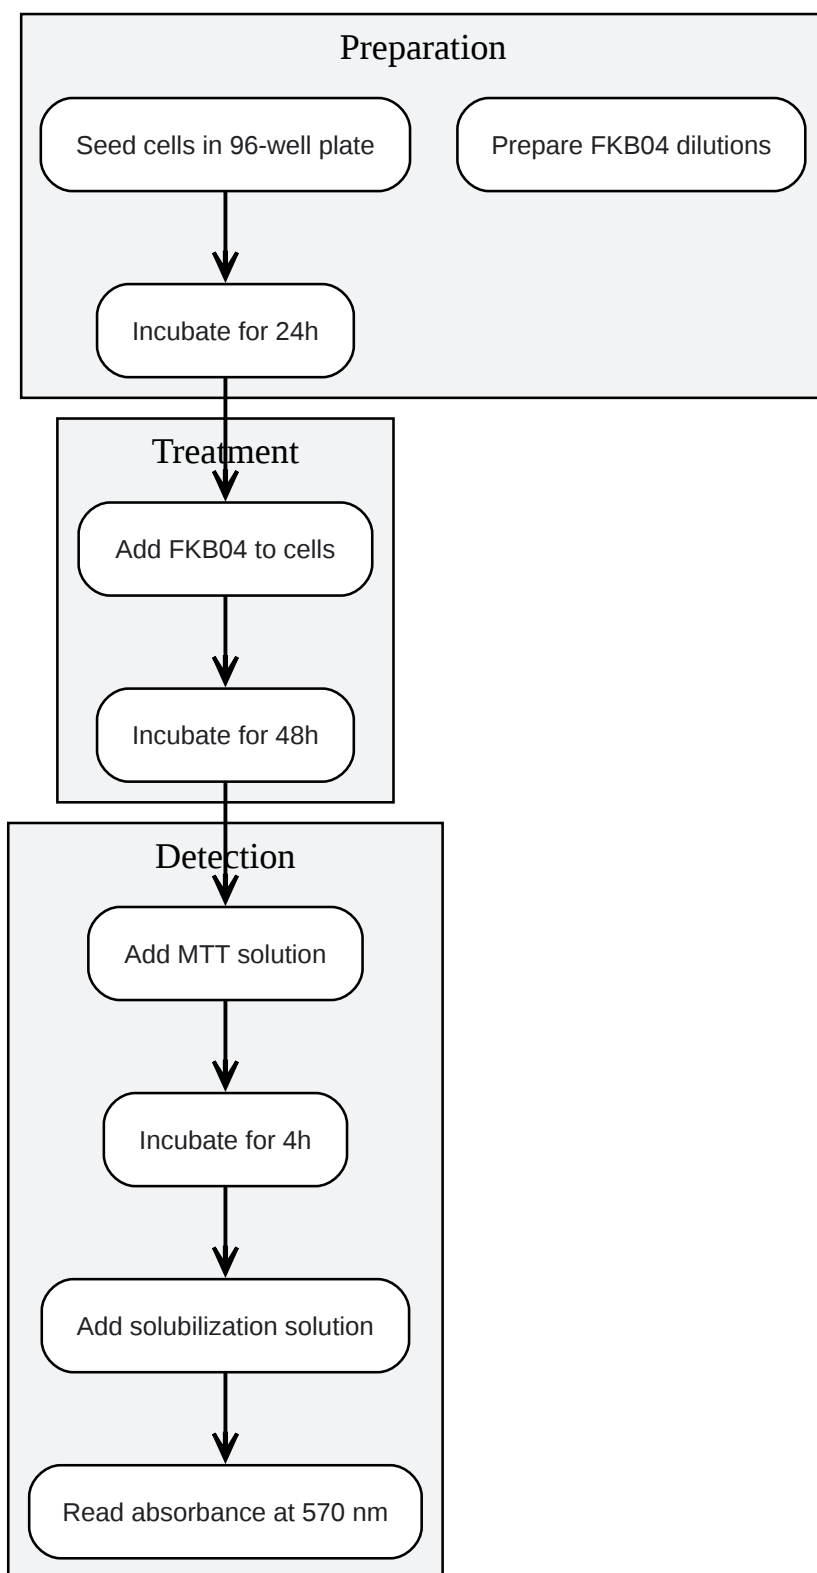 Preparation
Seed cells in 96-well plate
Prepare FKB04 dilutions
Incubate for 24h
Treatment
Add FKB04 to cells
Incubate for 48h
Detection
Add MTT solution
Incubate for 4h
Add solubilization solution
Read absorbance at 570 nm